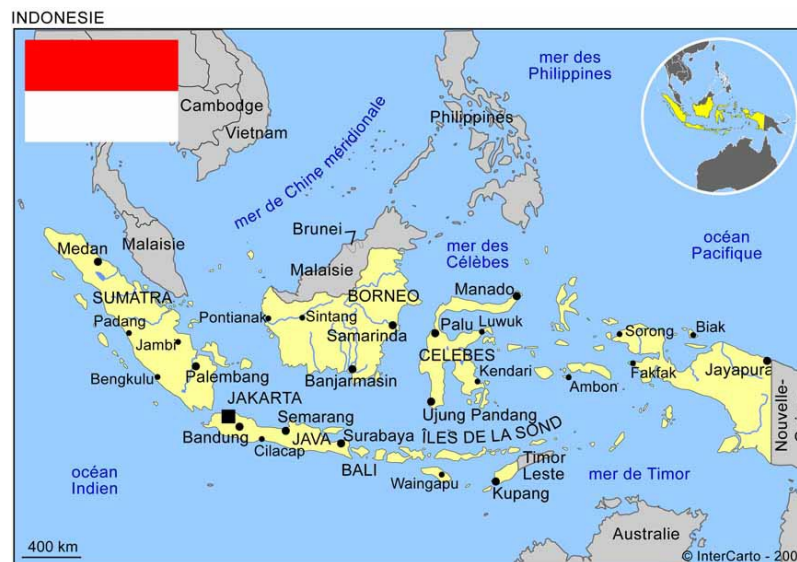 INDONESIE
mer des
Philippines
Cambodge
Vietnam
Philippines
mer de Chine méridionale
Brunei
Malaisie
Malaisie
mer des
Célèbes
océan
Pacifique
Medan
SUMATRA
BORNEO
Manado
Padang
Jambi
Pontianak
Sintang
Samarinda
Palu
Luwuk
Sorong
Biak
CELEBES
Bengkulu
Palembang
Banjarmasin
Kendari
Ambon
Fakfak
Jayapura
JAKARTA
Ujung Pandang
Semarang
Bandung
JAVA
Surabaya
ÎLES DE LA SOND
Cilacap
BALI
Waingapu
Timor
Leste
Kupang
mer de Timor
océan
Indien
Nouvelle-
Australie
400 km
© InterCarto - 200